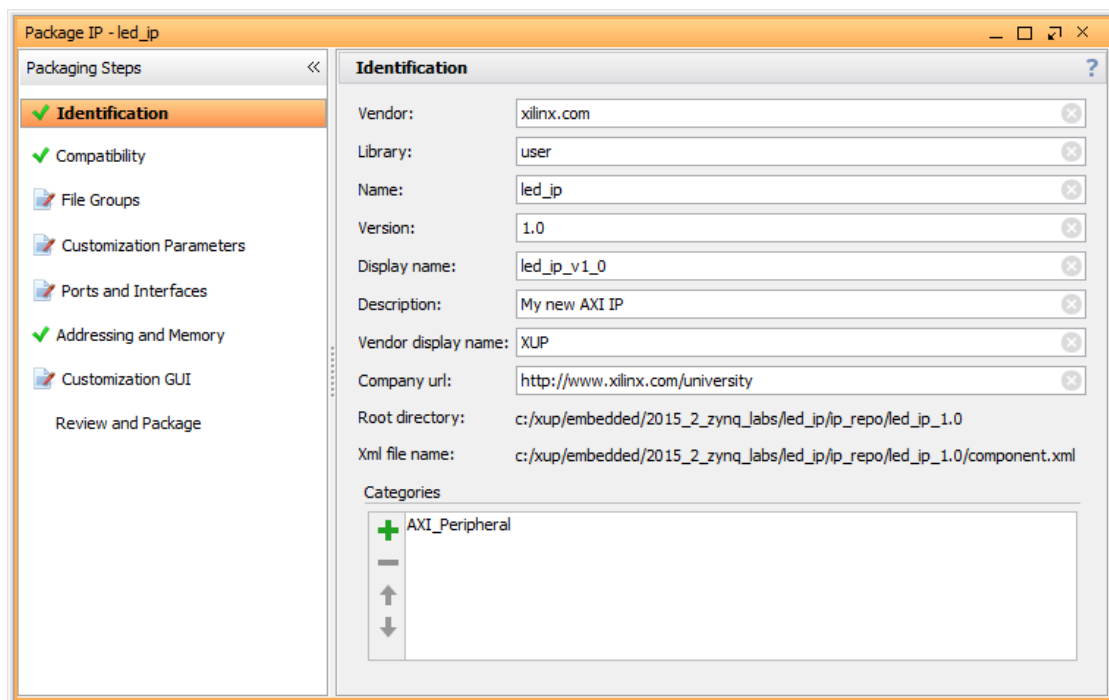 Package IP - led_ip
Packaging Steps
Identification
Compatibility
File Groups
Customization Parameters
Ports and Interfaces
Addressing and Memory
Customization GUI
Review and Package
Identification
?
Vendor: xilinx.com
Library: user
Name: led_ip
Version: 1.0
Display name: led_ip_v1_0
Description: My new AXI IP
Vendor display name: XUP
Company url: http://www.xilinx.com/university
Root directory: c:/xup/embedded/2015_2_zynq_labs/led_ip/ip_repo/led_ip_1.0
Xml file name: c:/xup/embedded/2015_2_zynq_labs/led_ip/ip_repo/led_ip_1.0/component.xml
Categories
AXI_Peripheral